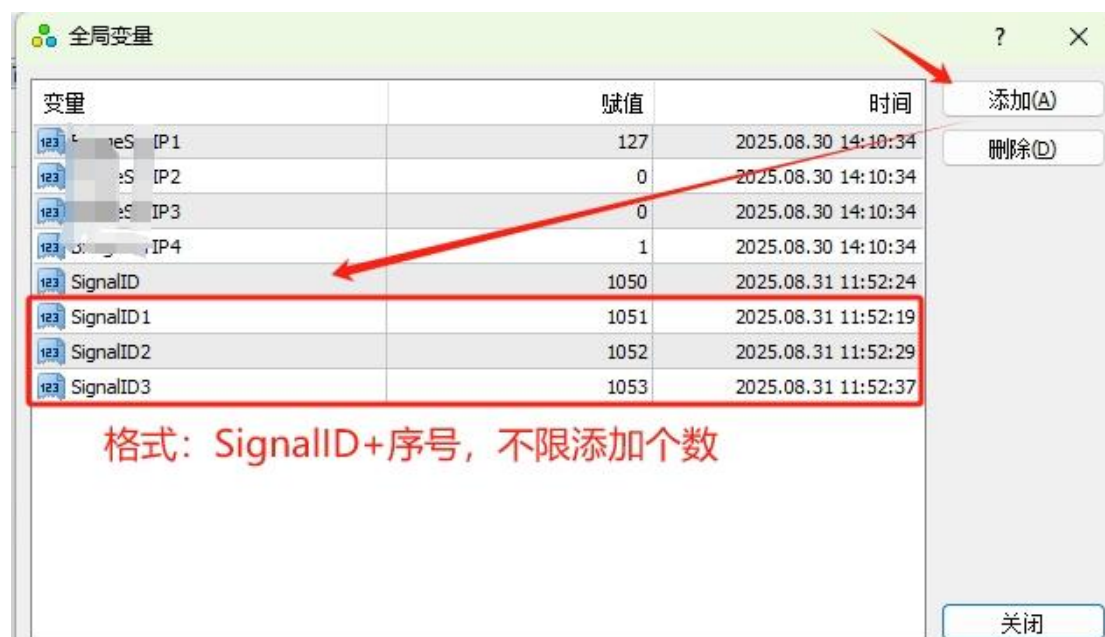 全局变量
?
×
变量 赋值 时间
添加(A)
IP1 127 2025.08.30 14:10:34
删除(D)
IP2 0 2025.08.30 14:10:34
IP3 0 2025.08.30 14:10:34
IP4 1 2025.08.30 14:10:34
SignalID 1050 2025.08.31 11:52:24
SignalID1 1051 2025.08.31 11:52:19
SignalID2 1052 2025.08.31 11:52:29
SignalID3 1053 2025.08.31 11:52:37
格式：SignalID+序号，不限添加个数
关闭